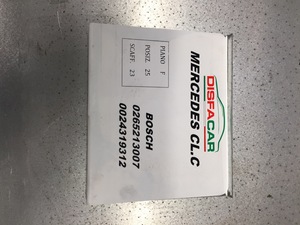 DISFACAR
MERCEDES CL.C
PIANO F
POSIZ. 25
SCAFF. 23
BOSCH
0265213007
0024319312